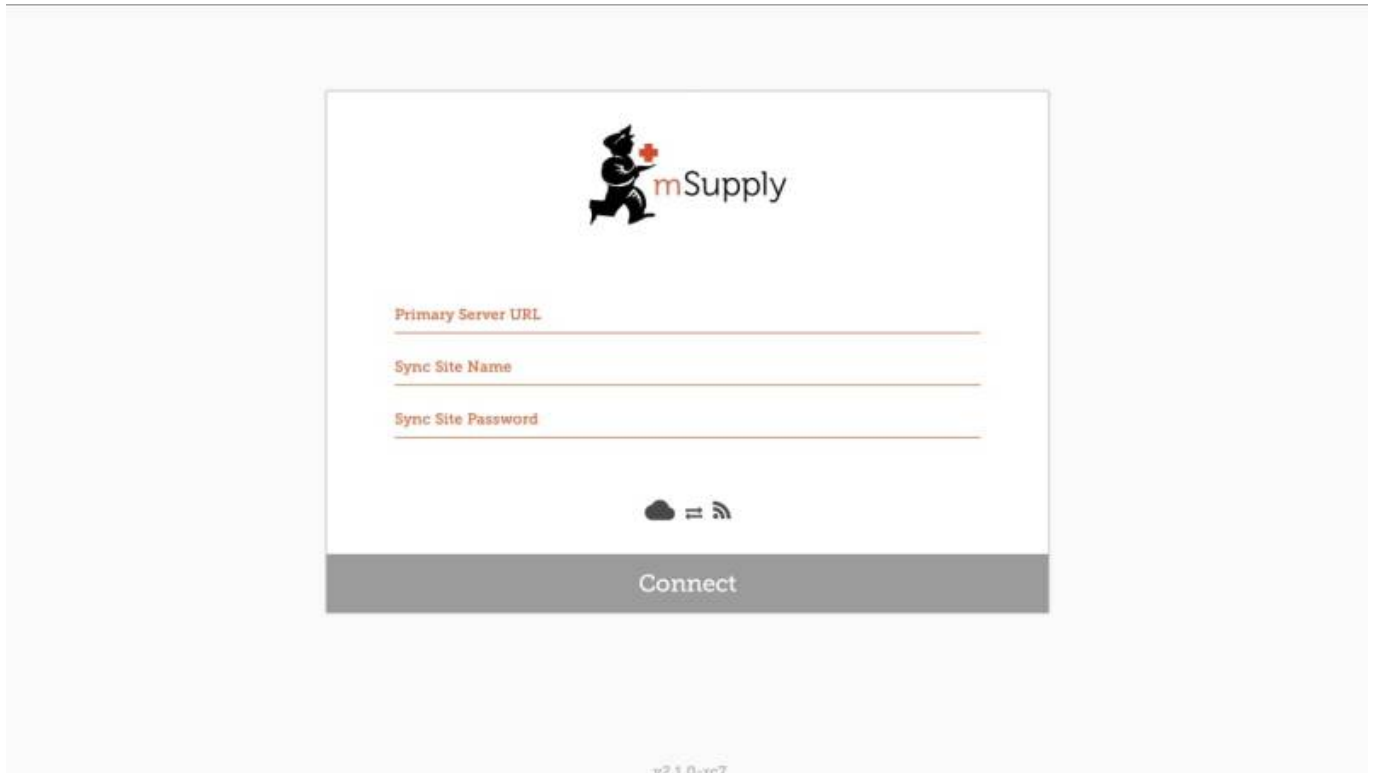 mSupply
Primary Server URL
Sync Site Name
Sync Site Password
Connect